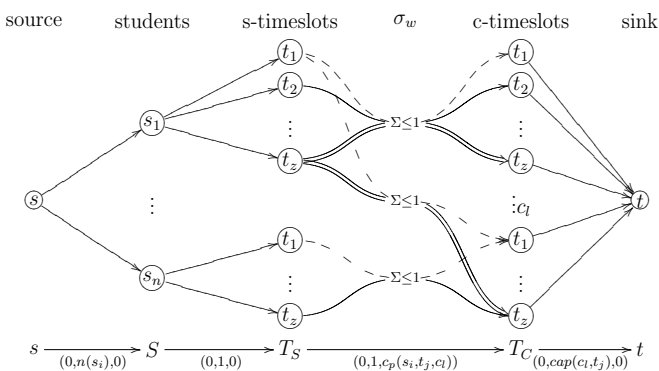 source students s-timeslots σ_w c-timeslots sink
t_1 t_1
t_2 t_2
s_1 ⋮ Σ≤1 ⋮
t_z t_z
s ⋮ Σ≤1 ⋮c_l t
t_1 t_1
s_n ⋮ Σ≤1 ⋮
t_z t_z
s S T_S T_C t
(0,n(s_i),0) (0,1,0) (0,1,c_p(s_i,t_j,c_l)) (0,cap(c_l,t_j),0)